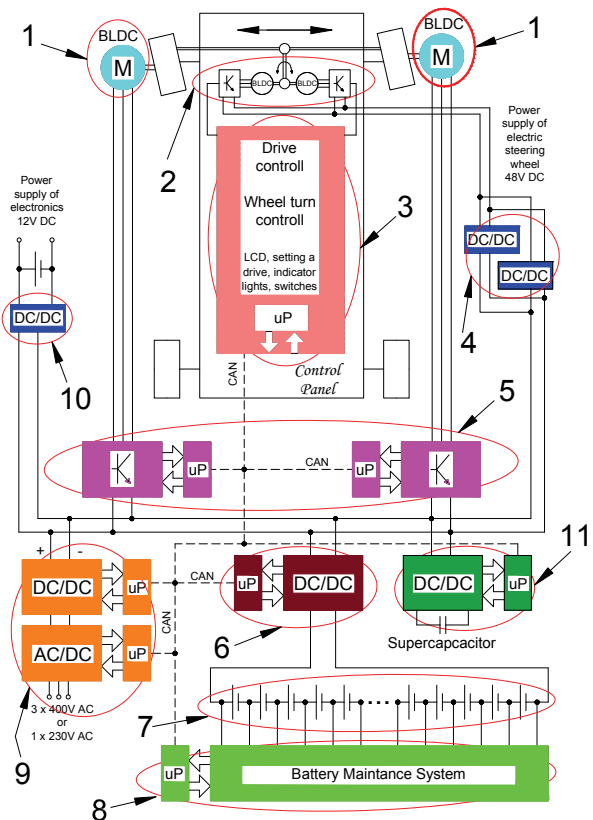 1
BLDC
M
BLDC
M
1
BLDC
BLDC
2
Power
supply of
electric
steering
wheel
48V DC
Drive
controll
Wheel turn
controll
LCD, setting a
drive, indicator
lights, switches
uP
3
Power
supply of
electronics
12V DC
DC/DC
DC/DC
4
DC/DC
10
CAN
Control
Panel
5
uP
CAN
CAN
uP
+ -
DC/DC
uP
CAN
CAN
uP
DC/DC
6
DC/DC
uP
11
Supercapcacitor
AC/DC
uP
9
3 x 400V AC
or
1 x 230V AC
7
uP
8
Battery Maintance System